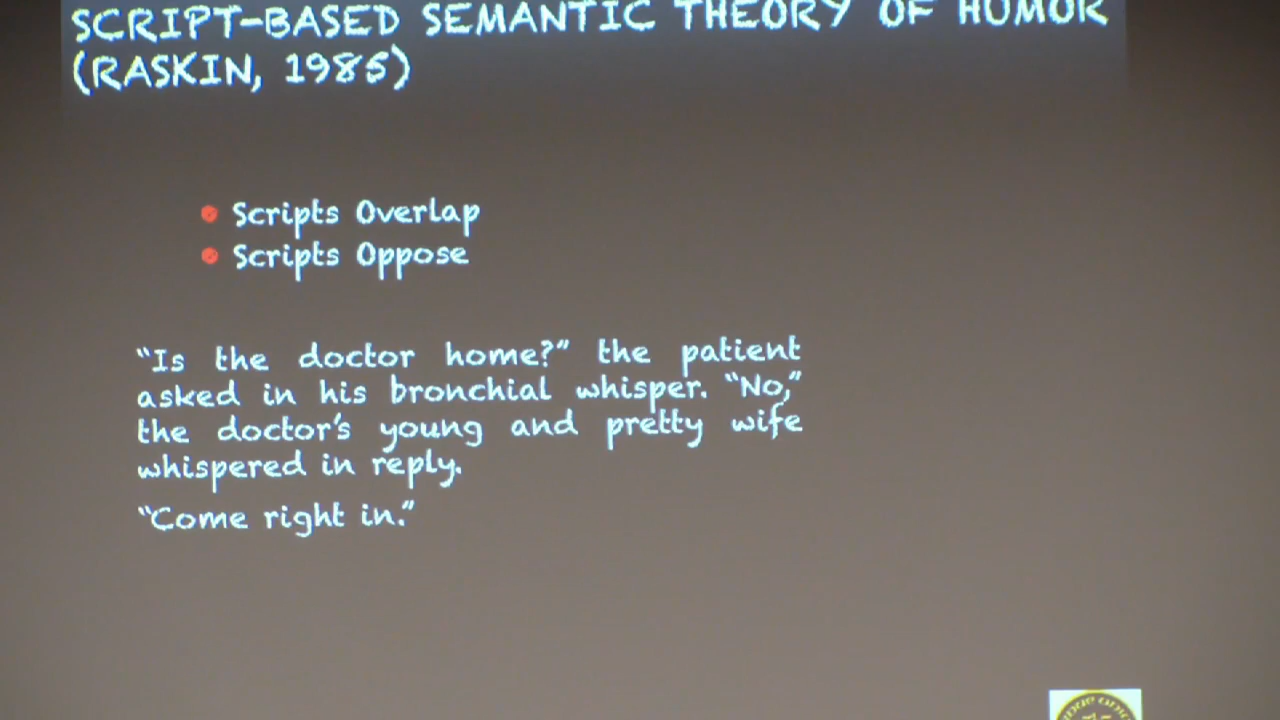 SCRIPT-BASED SEMANTIC THEORY OF HUMOR
(RASKIN, 1985)
Scripts Overlap
Scripts Oppose
“Is the doctor home?” the patient
asked in his bronchial whisper. “No,”
the doctor’s young and pretty wife
whispered in reply.
“Come right in.”